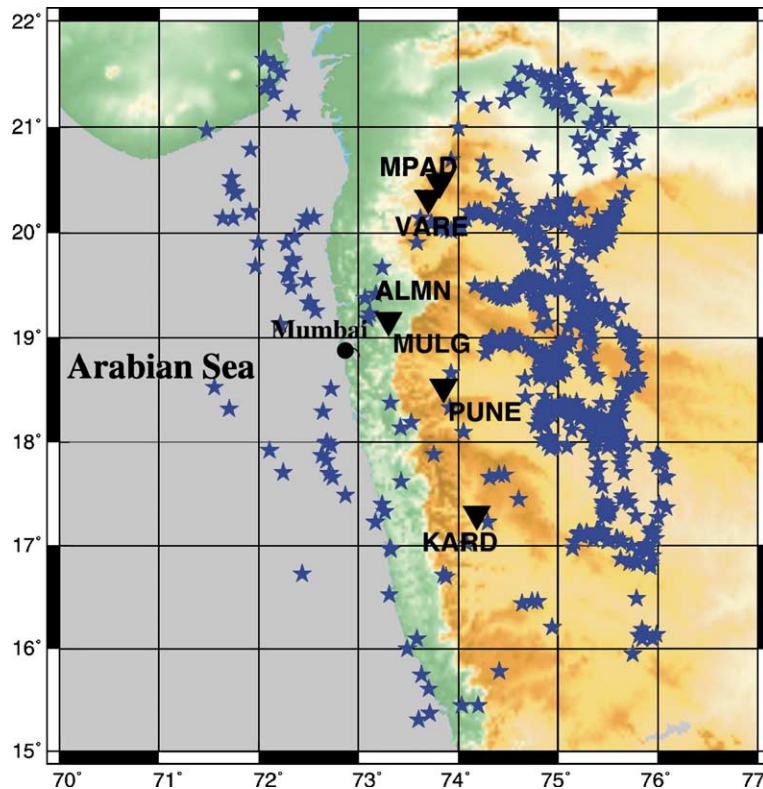 22°
21°
MPAD
VARE
20°
ALMN
19°
Mumbai
MULG
Arabian Sea
PUNE
18°
KARD
17°
16°
15°
70° 71° 72° 73° 74° 75° 76° 77